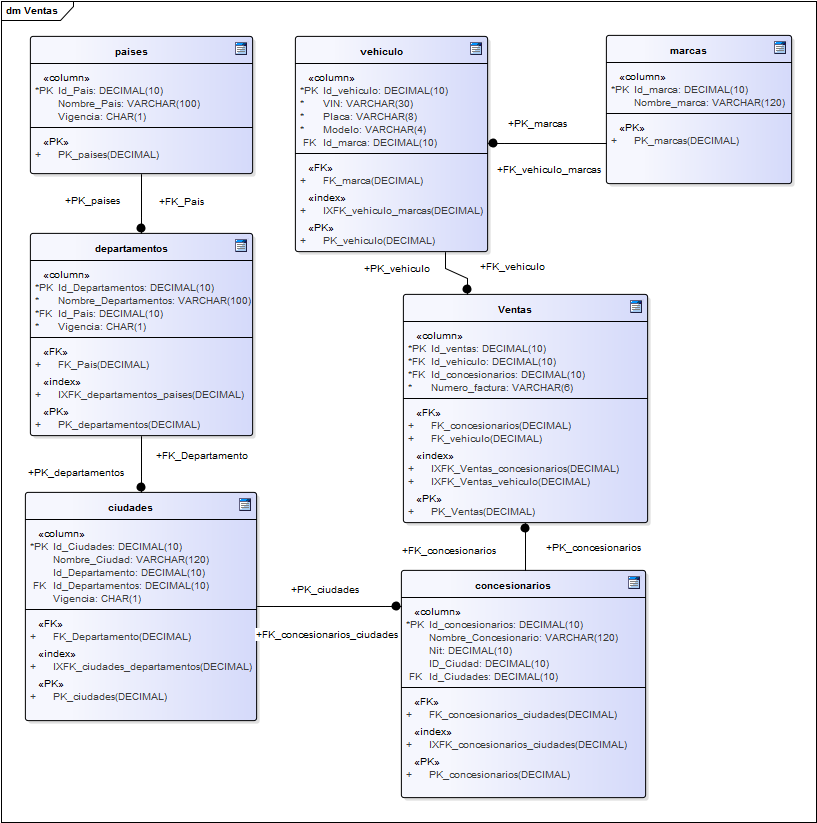 dm Ventas
paises
«column»
*PK Id_Pais: DECIMAL(10)
Nombre_Pais: VARCHAR(100)
Vigencia: CHAR(1)
«PK»
+ PK_paises(DECIMAL)
+PK_paises
+FK_Pais
departamentos
«column»
*PK Id_Departamentos: DECIMAL(10)
* Nombre_Departamentos: VARCHAR(100)
*FK Id_Pais: DECIMAL(10)
* Vigencia: CHAR(1)
«FK»
+ FK_Pais(DECIMAL)
«index»
+ IXFK_departamentos_paises(DECIMAL)
«PK»
+ PK_departamentos(DECIMAL)
+FK_Departamento
+PK_departamentos
ciudades
«column»
*PK Id_Ciudades: DECIMAL(10)
Nombre_Ciudad: VARCHAR(120)
Id_Departamento: DECIMAL(10)
FK Id_Departamentos: DECIMAL(10)
Vigencia: CHAR(1)
«FK»
+ FK_Departamento(DECIMAL)
«index»
+ IXFK_ciudades_departamentos(DECIMAL)
«PK»
+ PK_ciudades(DECIMAL)
+PK_ciudades
+FK_concesionarios_ciudades
vehiculo
«column»
*PK Id_vehiculo: DECIMAL(10)
* VIN: VARCHAR(30)
* Placa: VARCHAR(8)
* Modelo: VARCHAR(4)
FK Id_marca: DECIMAL(10)
«FK»
+ FK_marca(DECIMAL)
«index»
+ IXFK_vehiculo_marcas(DECIMAL)
«PK»
+ PK_vehiculo(DECIMAL)
+PK_marcas
+FK_vehiculo_marcas
marcas
«column»
*PK Id_marca: DECIMAL(10)
Nombre_marca: VARCHAR(120)
«PK»
+ PK_marcas(DECIMAL)
+PK_vehiculo
+FK_vehiculo
Ventas
«column»
*PK Id_ventas: DECIMAL(10)
*FK Id_vehiculo: DECIMAL(10)
*FK Id_concesionarios: DECIMAL(10)
* Numero_factura: VARCHAR(6)
«FK»
+ FK_concesionarios(DECIMAL)
+ FK_vehiculo(DECIMAL)
«index»
+ IXFK_Ventas_concesionarios(DECIMAL)
+ IXFK_Ventas_vehiculo(DECIMAL)
«PK»
+ PK_Ventas(DECIMAL)
+FK_concesionarios
+PK_concesionarios
concesionarios
«column»
*PK Id_concesionarios: DECIMAL(10)
Nombre_Concesionario: VARCHAR(120)
Nit: DECIMAL(10)
ID_Ciudad: DECIMAL(10)
FK Id_Ciudades: DECIMAL(10)
«FK»
+ FK_concesionarios_ciudades(DECIMAL)
«index»
+ IXFK_concesionarios_ciudades(DECIMAL)
«PK»
+ PK_concesionarios(DECIMAL)